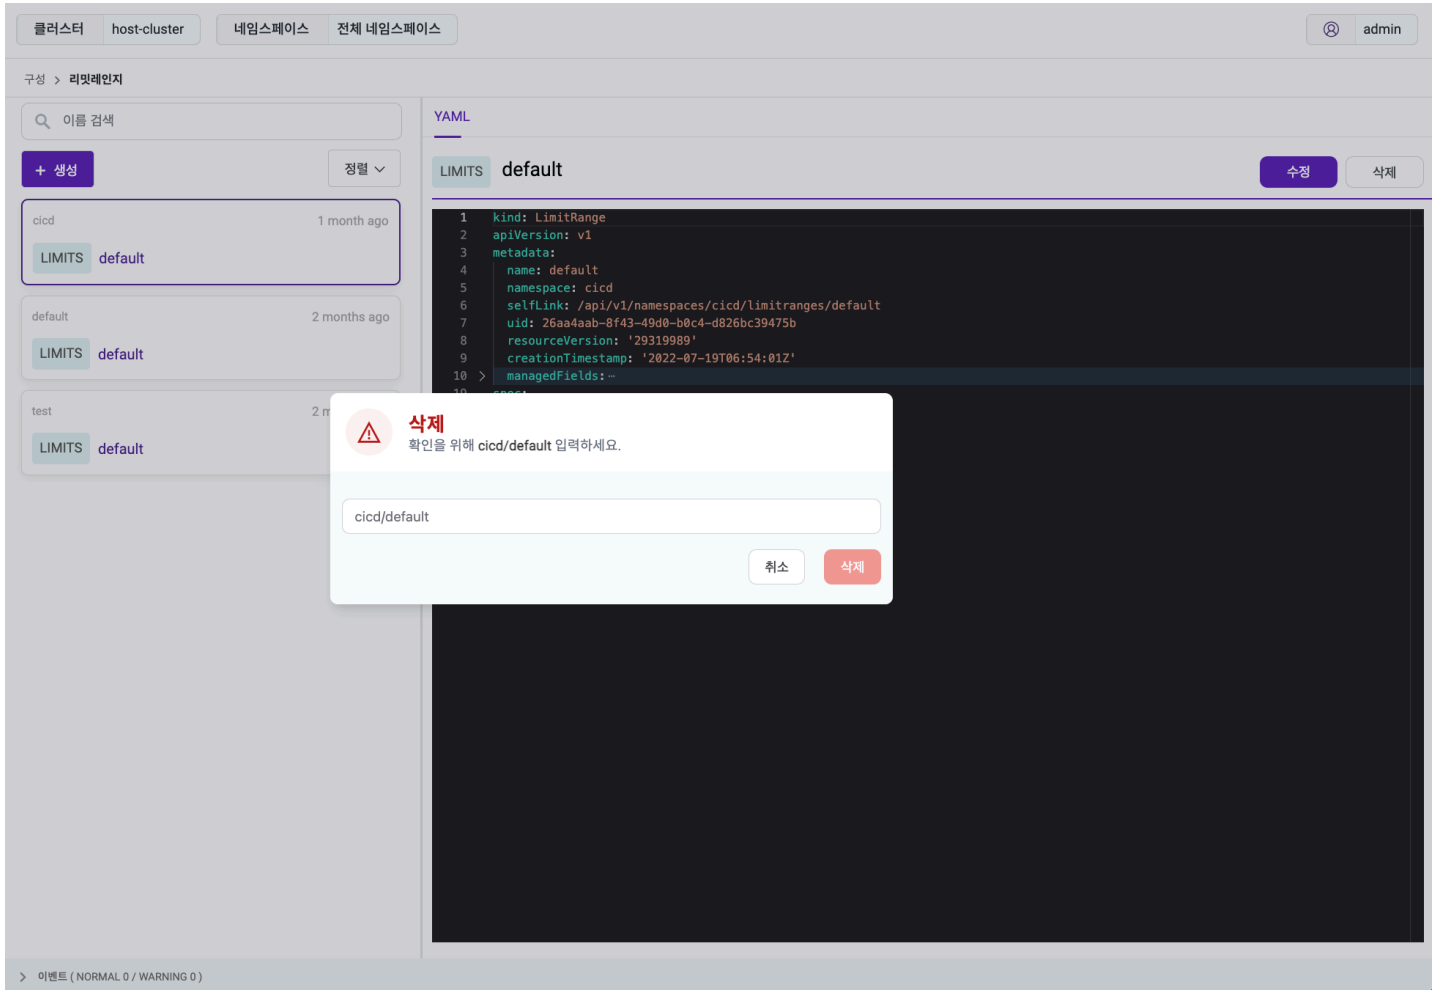 클러스터 host-cluster 네임스페이스 전체 네임스페이스 admin
구성 > 리밋레인지
이름 검색
+ 생성 정렬
cicd 1 month ago
LIMITS default
default 2 months ago
LIMITS default
test 2 m
LIMITS default
YAML
LIMITS default 수정 삭제
1 kind: LimitRange
2 apiVersion: v1
3 metadata:
4 name: default
5 namespace: cicd
6 selfLink: /api/v1/namespaces/cicd/limitranges/default
7 uid: 26aa4aab-8f43-49d0-b0c4-d826bc39475b
8 resourceVersion: '29319989'
9 creationTimestamp: '2022-07-19T06:54:01Z'
10 > managedFields:⋯
19 spec:
삭제
확인을 위해 cicd/default 입력하세요.
cicd/default
취소 삭제
> 이벤트 ( NORMAL 0 / WARNING 0 )